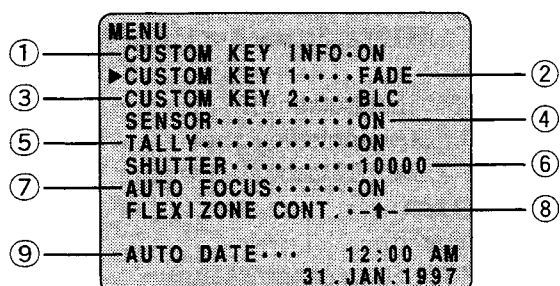 MENU
① CUSTOM KEY INFO·ON
▶CUSTOM KEY 1····FADE ②
③ CUSTOM KEY 2····BLC
SENSOR··········ON ④
⑤ TALLY···········ON
SHUTTER·········10000 ⑥
⑦ AUTO FOCUS······ON
FLEXIZONE CONT.·-↑- ⑧
⑨ AUTO DATE··· 12:00 AM
31.JAN.1997